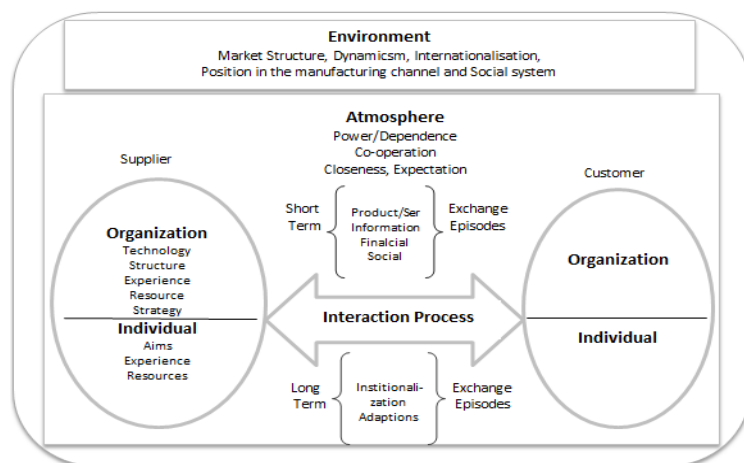 Environment
Market Structure, Dynamicsm, Internationalisation,
Position in the manufacturing channel and Social system
Atmosphere
Power/Dependence
Co-operation
Closeness, Expectation
Supplier
Customer
Short
Term
Product/Ser
Information
Finalcial
Social
Exchange
Episodes
Organization
Technology
Structure
Experience
Resource
Strategy
Individual
Aims
Experience
Resources
Interaction Process
Organization
Individual
Long
Term
Institionali-
zation
Adaptions
Exchange
Episodes